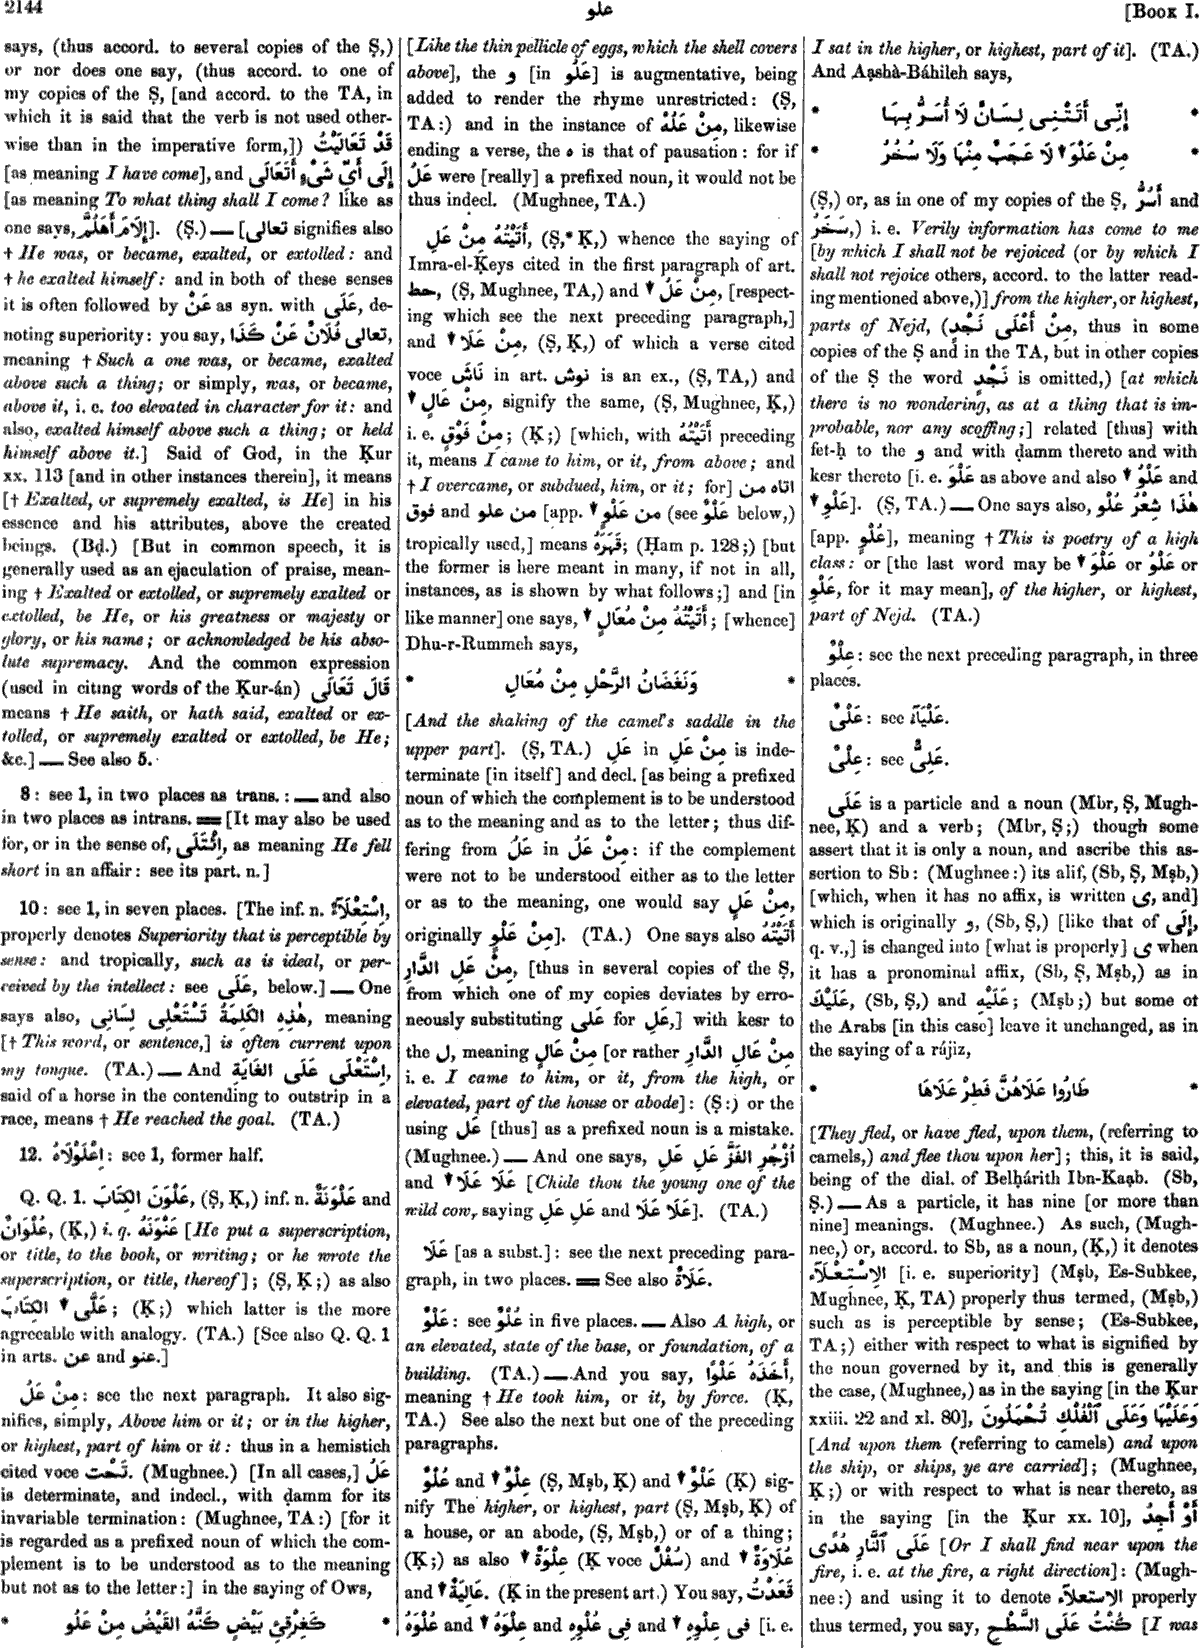 2144
علو
[BOOK I.
says, (thus accord. to several copies of the Ṣ,)
or nor does one say, (thus accord. to one of
my copies of the Ṣ, [and accord. to the TA, in
which it is said that the verb is not used other-
wise than in the imperative form,]) قَدْ تَعَالَيْتُ
[as meaning I have come], and إِلَى أَىِّ شَىْءٍ أَتَعَالَى
[as meaning To what thing shall I come? like as
one says, إِلَامَ أَهَلُمُّ]. (Ṣ.) — [تعالى signifies also
† He was, or became, exalted, or extolled: and
† he exalted himself: and in both of these senses
it is often followed by عَنْ as syn. with عَلَى, de-
noting superiority: you say, تعالى فُلَانٌ عَنْ كَذَا,
meaning † Such a one was, or became, exalted
above such a thing; or simply, was, or became,
above it, i. e. too elevated in character for it: and
also, exalted himself above such a thing; or held
himself above it.] Said of God, in the Ḳur
xx. 113 [and in other instances therein], it means
[† Exalted, or supremely exalted, is He] in his
essence and his attributes, above the created
beings. (Bḍ.) [But in common speech, it is
generally used as an ejaculation of praise, mean-
ing † Exalted or extolled, or supremely exalted or
extolled, be He, or his greatness or majesty or
glory, or his name; or acknowledged be his abso-
lute supremacy. And the common expression
(used in citing words of the Ḳur-án) قَالَ تَعَالَى
means † He saith, or hath said, exalted or ex-
tolled, or supremely exalted or extolled, be He;
&c.] — See also 5.
8: see 1, in two places as trans.: — and also
in two places as intrans. = [It may also be used
for, or in the sense of, اِئْتَلَى, as meaning He fell
short in an affair: see its part. n.]
10: see 1, in seven places. [The inf. n. اِسْتِعْلَآءٌ,
properly denotes Superiority that is perceptible by
sense: and tropically, such as is ideal, or per-
ceived by the intellect: see عَلَى, below.] — One
says also, هٰذِهِ الكَلِمَةُ تَسْتَعْلِى لِسَانِى, meaning
[† This word, or sentence,] is often current upon
my tongue. (TA.) — And اِسْتَعْلَى عَلَى الغَايَةِ,
said of a horse in the contending to outstrip in a
race, means † He reached the goal. (TA.)
12. اِعْلَوْلَاهُ: see 1, former half.
Q. Q. 1. عَلْوَنَ الكِتَابَ, (Ṣ, Ḳ,) inf. n. عَلْوَنَةٌ and
عُلْوَانٌ, (Ḳ,) i. q. عَنْوَنَهُ [He put a superscription,
or title, to the book, or writing; or he wrote the
superscription, or title, thereof]; (Ṣ, Ḳ;) as also
عَلَّى ▼ الكِتَابَ; (Ḳ;) which latter is the more
agreeable with analogy. (TA.) [See also Q. Q. 1
in arts. عن and عنو.]
مِنْ عَلُ: see the next paragraph. It also sig-
nifies, simply, Above him or it; or in the higher,
or highest, part of him or it: thus in a hemistich
cited voce تَحْتُ. (Mughnee.) [In all cases,] عَلُ
is determinate, and indecl., with ḍamm for its
invariable termination: (Mughnee, TA:) [for it
is regarded as a prefixed noun of which the com-
plement is to be understood as to the meaning
but not as to the letter:] in the saying of Ows,
* كَغِرْقِئِ بَيْضٍ كَنَّهُ القَيْضُ مِنْ عَلُو *
[Like the thin pellicle of eggs, which the shell covers
above], the و [in عَلُو] is augmentative, being
added to render the rhyme unrestricted: (Ṣ,
TA:) and in the instance of مِنْ عَلُهْ, likewise
ending a verse, the ه is that of pausation: for if
عَلُ were [really] a prefixed noun, it would not be
thus indecl. (Mughnee, TA.)
أَتَيْتُهُ مِنْ عَلِ, (Ṣ,* Ḳ,) whence the saying of
Imra-el-Ḳeys cited in the first paragraph of art.
حط, (Ṣ, Mughnee, TA,) and ▼ مِنْ عَلُ, [respect-
ing which see the next preceding paragraph,]
and ▼ مِنْ عَلَا, (Ṣ, Ḳ,) of which a verse cited
voce نَاشَ in art. نوش is an ex., (Ṣ, TA,) and
▼ مِنْ عَالٍ, signify the same, (Ṣ, Mughnee, Ḳ,)
i. e. مِنْ فَوْقٍ; (Ḳ;) [which, with أَتَيْتُهُ preceding
it, means I came to him, or it, from above; and
† I overcame, or subdued, him, or it; for] اتاه من
فوق and من علو [app. ▼ من عَلْوٍ (see عُلْوٌ below,)
tropically used,] means قَهَرَهُ; (Ḥam p. 128;) [but
the former is here meant in many, if not in all,
instances, as is shown by what follows;] and [in
like manner] one says, ▼ أَتَيْتُهُ مِنْ مُعَالٍ; [whence]
Dhu-r-Rummeh says,
* وَنَغَضَانُ الرَّحْلِ مِنْ مُعَالِ *
[And the shaking of the camel's saddle in the
upper part]. (Ṣ, TA.) عَلِ in مِنْ عَلِ is inde-
terminate [in itself] and decl. [as being a prefixed
noun of which the complement is to be understood
as to the meaning and as to the letter; thus dif-
fering from عَلُ in مِنْ عَلُ: if the complement
were not to be understood either as to the letter
or as to the meaning, one would say مِنْ عَلٍ,
originally مِنْ عَلَوٍ]. (TA.) One says also أَتَيْتُهُ
مِنْ عَلِ الدَّارِ, [thus in several copies of the Ṣ,
from which one of my copies deviates by erro-
neously substituting على for عَلِ,] with kesr to
the ل, meaning مِنْ عَالٍ [or rather مِنْ عَالِ الدَّارِ
i. e. I came to him, or it, from the high, or
elevated, part of the house or abode]: (Ṣ:) or the
using عَل [thus] as a prefixed noun is a mistake.
(Mughnee.) — And one says, اُزْجُرِ الفَزَّ عَلِ عَلِ
and ▼ عَلَا عَلَا [Chide thou the young one of the
wild cow, saying عَلِ عَلِ and عَلَا عَلَا]. (TA.)
عَلَا [as a subst.]: see the next preceding para-
graph, in two places. = See also عَلَاةٌ.
عَلْوٌ: see عُلْوٌ in five places. — Also A high, or
an elevated, state of the base, or foundation, of a
building. (TA.) — And you say, أَخَذَهُ عَلْوًا,
meaning † He took him, or it, by force. (Ḳ,
TA.) See also the next but one of the preceding
paragraphs.
عُلْوٌ and ▼ عِلْوٌ (Ṣ, Mṣb, Ḳ) and ▼ عَلْوٌ (Ḳ) sig-
nify The higher, or highest, part (Ṣ, Mṣb, Ḳ) of
a house, or an abode, (Ṣ, Mṣb,) or of a thing;
(Ḳ;) as also ▼ عِلْوَةٌ (Ḳ voce سُفْلٌ) and ▼ عُلَاوَةٌ
and ▼ عَالِيَةٌ. (Ḳ in the present art.) You say, قَعَدْتُ
عُلْوَهُ and ▼ عِلْوَهُ and فِى عُلْوِهِ and ▼ فى عِلْوِهِ [i. e.
I sat in the higher, or highest, part of it]. (TA.)
And Aạshà-Báhileh says,
* إِنِّى أَتَتْنِى لِسَانٌ لَا أُسَرُّ بِهَا *
* مِنْ عَلْوَ▼ لَا عَجَبٌ مِنْهَا وَلَا سُخُرُ *
(Ṣ,) or, as in one of my copies of the Ṣ, أَسُرُّ and
سَخَرُ,) i. e. Verily information has come to me
[by which I shall not be rejoiced (or by which I
shall not rejoice others, accord. to the latter read-
ing mentioned above,)] from the higher, or highest,
parts of Nejd, (مِنْ أَعْلَى نَجْدٍ, thus in some
copies of the Ṣ and in the TA, but in other copies
of the Ṣ the word نَجْدٍ is omitted,) [at which
there is no wondering, as at a thing that is im-
probable, nor any scoffing;] related [thus] with
fet-ḥ to the و and with ḍamm thereto and with
kesr thereto [i. e. عَلْوَ as above and also ▼ عَلْوُ and
▼ عَلْوِ]. (Ṣ, TA.) — One says also, هٰذَا شِعْرُ عُلْو
[app. عُلْوٍ], meaning † This is poetry of a high
class: or [the last word may be ▼ عَلْوَ or عَلْوُ or
عَلْوِ, for it may mean], of the higher, or highest,
part of Nejd. (TA.)
عِلْوٌ: see the next preceding paragraph, in three
places.
عَلْىٌ: see عَلْيَآءُ.
عِلْىٌ: see عَلِىٌّ.
عَلَى is a particle and a noun (Mbr, Ṣ, Mugh-
nee, Ḳ) and a verb; (Mbr, Ṣ;) though some
assert that it is only a noun, and ascribe this as-
sertion to Sb: (Mughnee:) its alif, (Sb, Ṣ, Mṣb,)
[which, when it has no affix, is written ى, and]
which is originally و, (Sb, Ṣ,) [like that of إِلَى,
q. v.,] is changed into [what is properly] ى when
it has a pronominal affix, (Sb, Ṣ, Mṣb,) as in
عَلَيْكَ, (Sb, Ṣ,) and عَلَيْهِ; (Mṣb;) but some of
the Arabs [in this case] leave it unchanged, as in
the saying of a rájiz,
* طَارُوا عَلَاهُنَّ فَطِرْ عَلَاهَا *
[They fled, or have fled, upon them, (referring to
camels,) and flee thou upon her]; this, it is said,
being of the dial. of Belḥárith Ibn-Kaạb. (Sb,
Ṣ.) — As a particle, it has nine [or more than
nine] meanings. (Mughnee.) As such, (Mugh-
nee,) or, accord. to Sb, as a noun, (Ḳ,) it denotes
الاِسْتِعْلَآء [i. e. superiority] (Mṣb, Es-Subkee,
Mughnee, Ḳ, TA) properly thus termed, (Mṣb,)
such as is perceptible by sense; (Es-Subkee,
TA;) either with respect to what is signified by
the noun governed by it, and this is generally
the case, (Mughnee,) as in the saying [in the Ḳur
xxiii. 22 and xl. 80], وَعَلَيْهَا وَعَلَى ٱلْفُلْكِ تُحْمَلُونَ
[And upon them (referring to camels) and upon
the ship, or ships, ye are carried]; (Mughnee,
Ḳ;) or with respect to what is near thereto, as
in the saying [in the Ḳur xx. 10], أَوْ أَجِدُ
عَلَى ٱلنَّارِ هُدًى [Or I shall find near upon the
fire, i. e. at the fire, a right direction]: (Mugh-
nee:) and using it to denote الاستعلاء properly
thus termed, you say, كُنْتُ عَلَى السَّطْحِ [I was